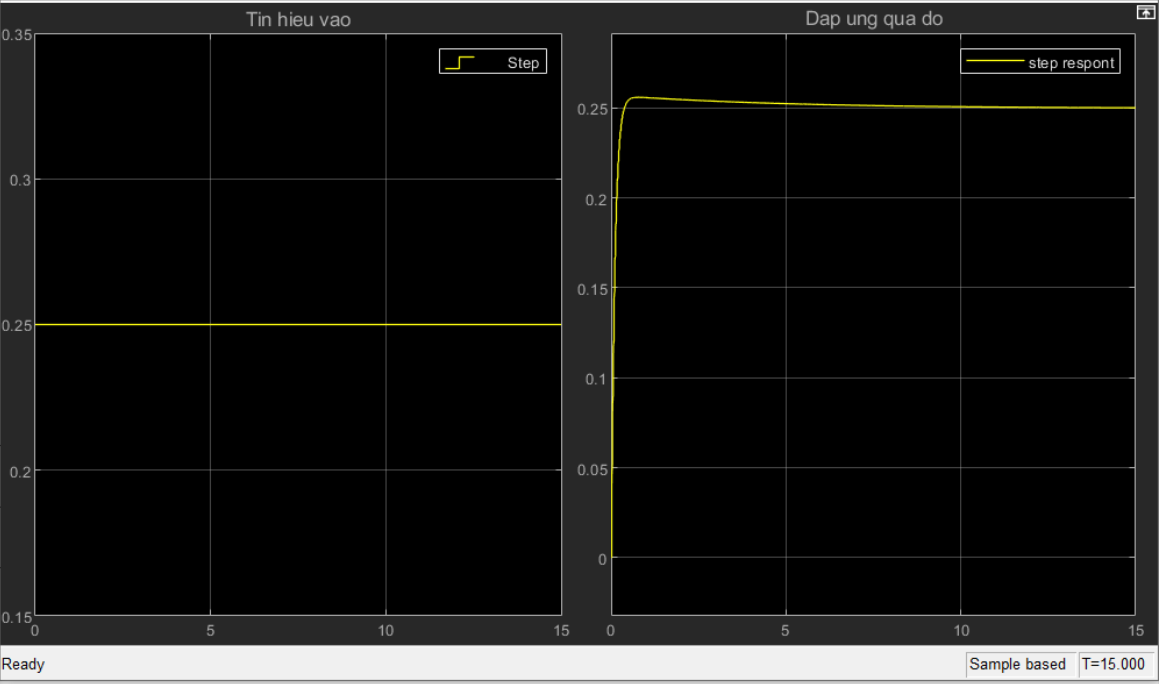 Tin hieu vao
Step
0.35
0.3
0.25
0.2
0.15
0
5
10
15
Dap ung qua do
step respont
0.25
0.2
0.15
0.1
0.05
0
0
5
10
15
Ready
Sample based
T=15.000